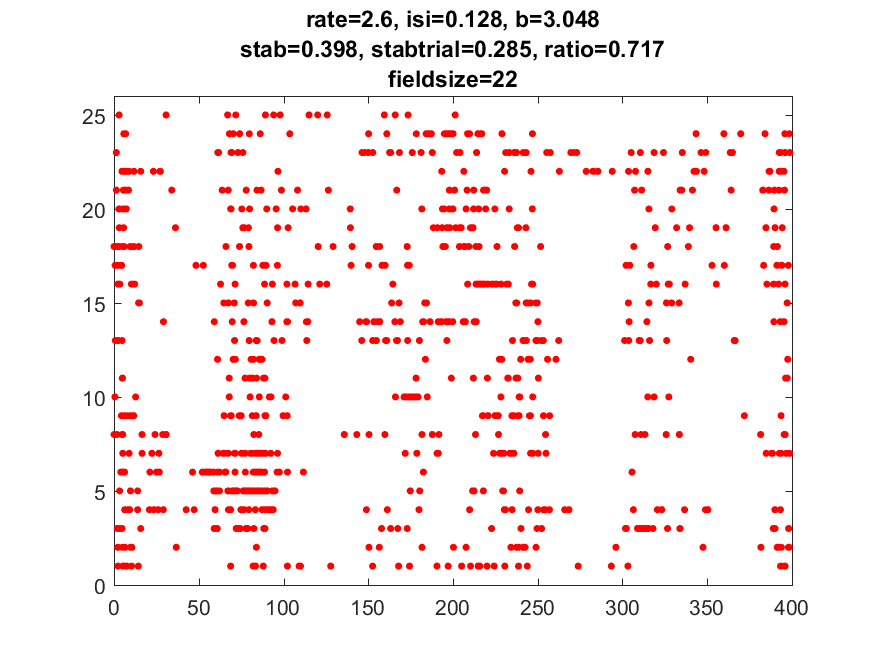 rate=2.6, isi=0.128, b=3.048
stab=0.398, stabtrial=0.285, ratio=0.717
fieldsize=22
25
20
15
10
5
0
0 50 100 150 200 250 300 350 400